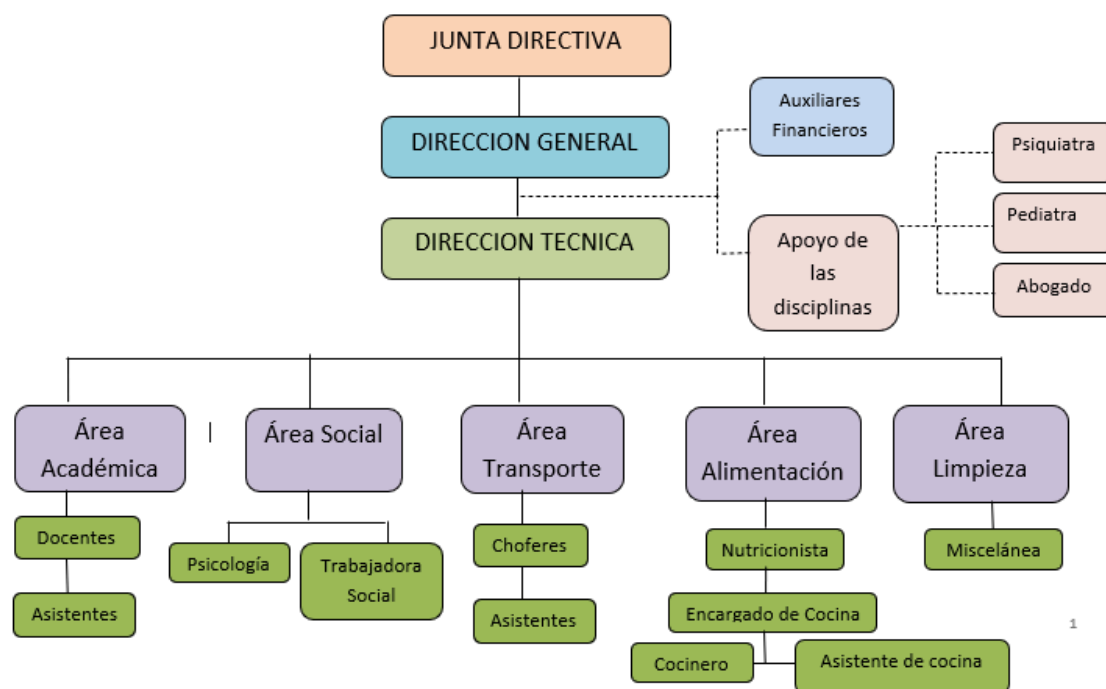 JUNTA DIRECTIVA
Auxiliares
Financieros
DIRECCION GENERAL
Psiquiatra
Pediatra
DIRECCION TECNICA
Apoyo de
las
disciplinas
Abogado
Área
Académica
|
Área Social
Área
Transporte
Área
Alimentación
Área
Limpieza
Docentes
Asistentes
Psicología
Trabajadora
Social
Choferes
Asistentes
Nutricionista
Encargado de Cocina
Cocinero
Asistente de cocina
Miscelánea
1